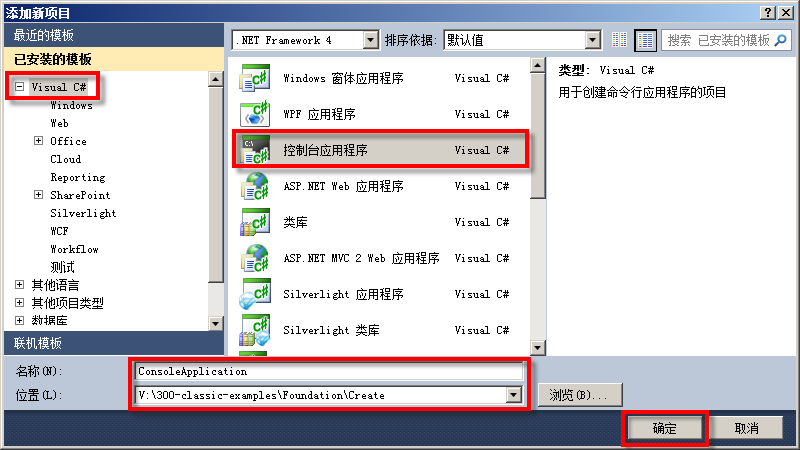 添加新项目
最近的模板
已安装的模板
Visual C#
Windows
Web
Office
Cloud
Reporting
SharePoint
Silverlight
WCF
Workflow
测试
其他语言
其他项目类型
数据库
联机模板
.NET Framework 4 排序依据: 默认值 搜索 已安装的模板
Windows 窗体应用程序 Visual C#
WPF 应用程序 Visual C#
控制台应用程序 Visual C#
ASP.NET Web 应用程序 Visual C#
类库 Visual C#
ASP.NET MVC 2 Web 应用程序 Visual C#
Silverlight 应用程序 Visual C#
Silverlight 类库 Visual C#
类型: Visual C#
用于创建命令行应用程序的项目
名称(N): ConsoleApplication
位置(L): V:\300-classic-examples\Foundation\Create 浏览(B)...
确定 取消